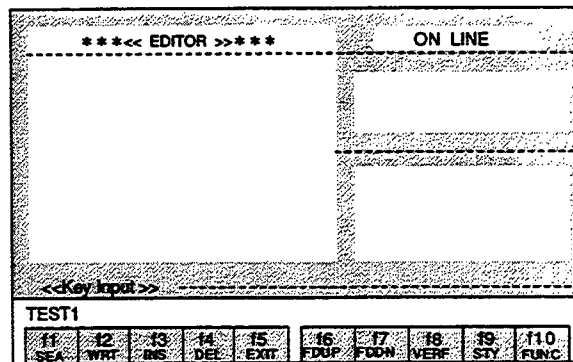 ***<< EDITOR >>*** ON LINE
<<Key Input>>
TEST1
f1 f2 f3 f4 f5 f6 f7 f8 f9 f10
SEA WRT INS DEL EXIT FDUP FDDN VERF STY FUNC